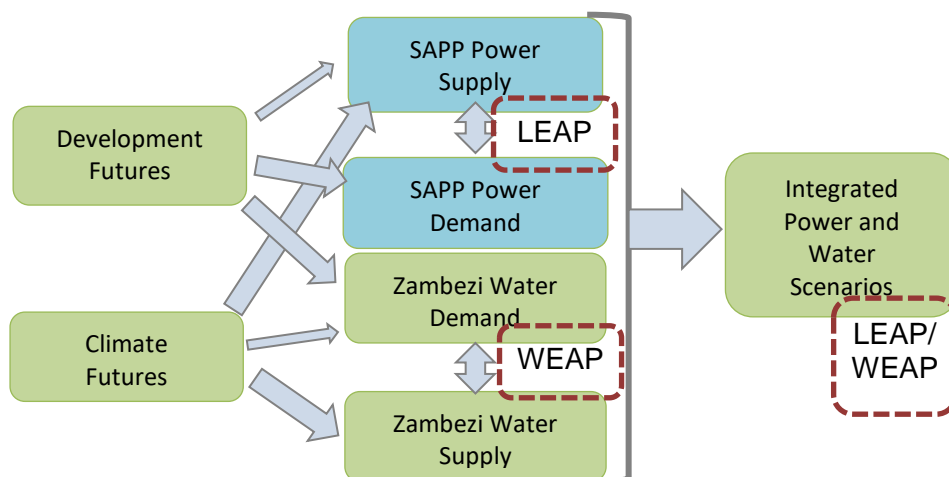 SAPP Power
Supply
LEAP
Development
Futures
SAPP Power
Demand
Integrated
Power and
Water
Scenarios
Zambezi Water
Demand
Climate
Futures
WEAP
LEAP/
WEAP
Zambezi Water
Supply